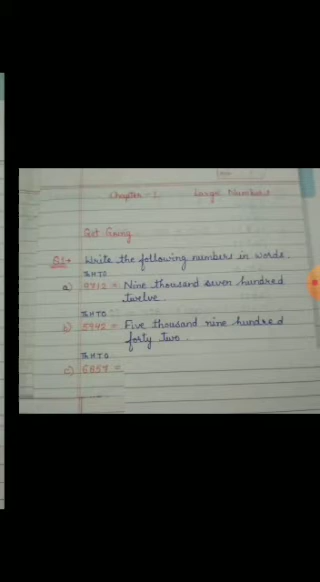 Chapter - 1. Large Numbers
Get Going
Q1→ Write the following numbers in words.
Th H T O
a) 9712 = Nine thousand seven hundred
twelve.
Th H T O
b) 5942 = Five thousand nine hundred
forty two.
Th H T O
c) 6857 =